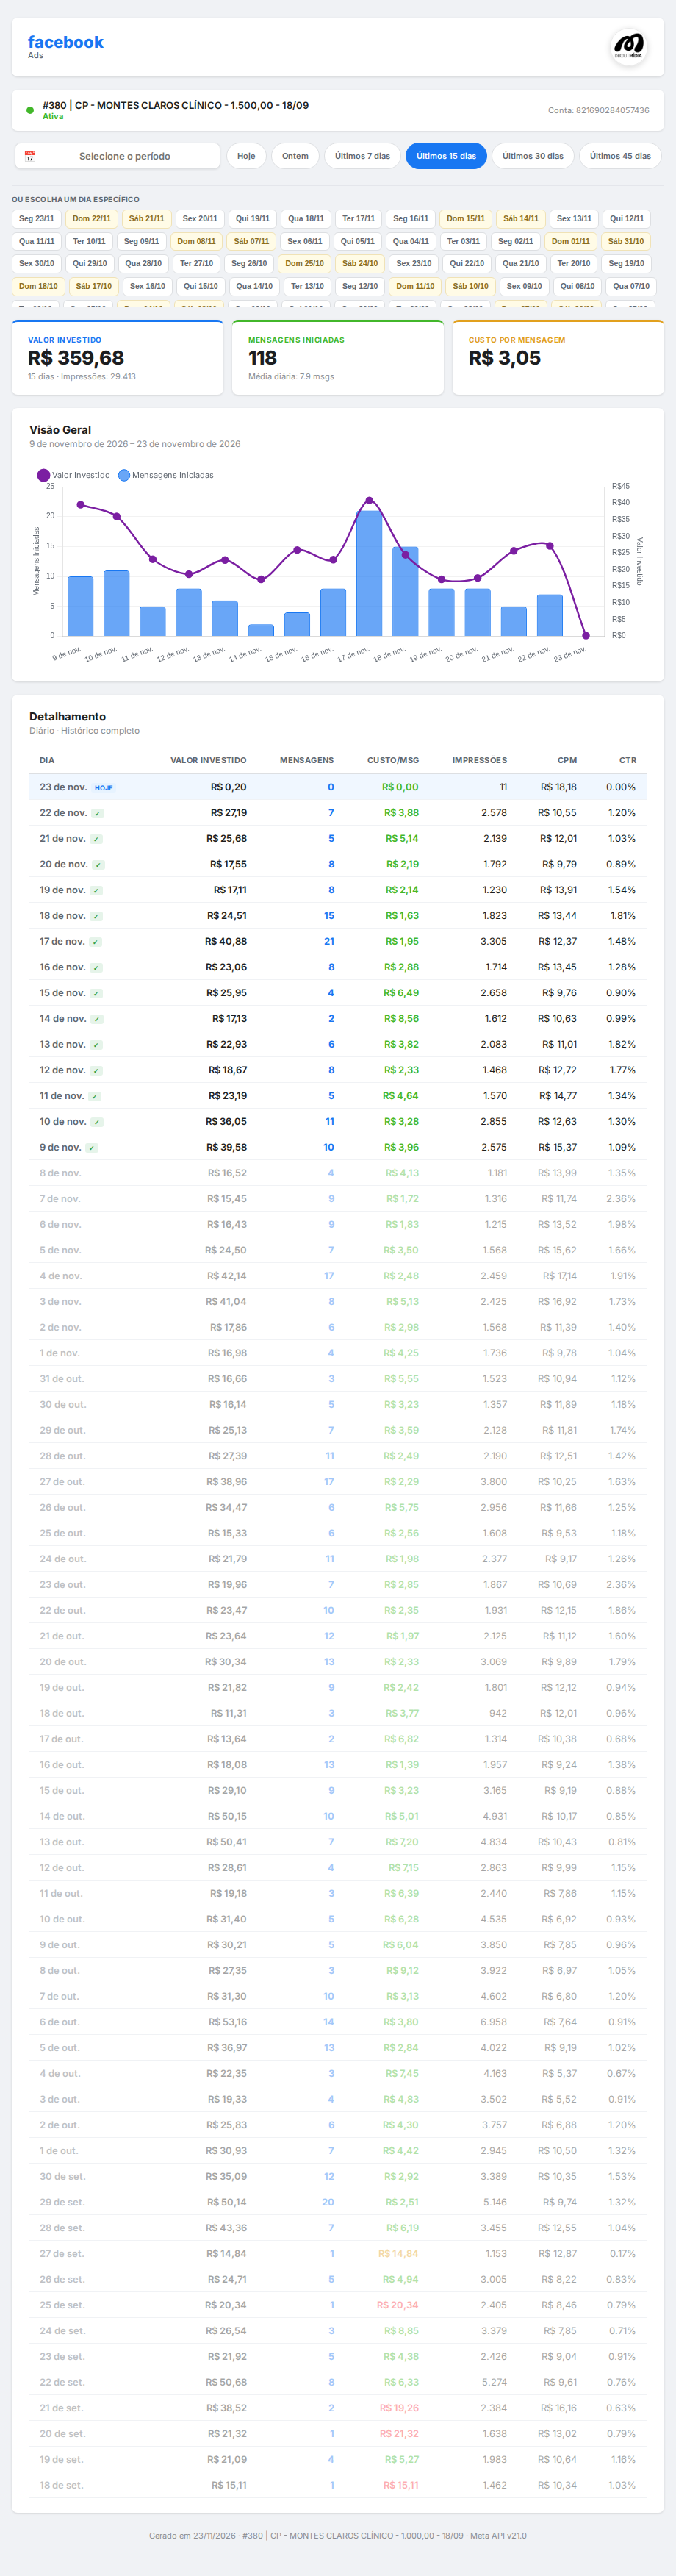 facebook
Ads
EBOLITMÍDIA
#380 | CP - MONTES CLAROS CLÍNICO - 1.500,00 - 18/09
Ativa
Conta: 821690284057436
Selecione o período
Hoje
Ontem
Últimos 7 dias
Últimos 15 dias
Últimos 30 dias
Últimos 45 dias
OU ESCOLHA UM DIA ESPECÍFICO
Seg 23/11 Dom 22/11 Sáb 21/11 Sex 20/11 Qui 19/11 Qua 18/11 Ter 17/11 Seg 16/11 Dom 15/11 Sáb 14/11 Sex 13/11 Qui 12/11
Qua 11/11 Ter 10/11 Seg 09/11 Dom 08/11 Sáb 07/11 Sex 06/11 Qui 05/11 Qua 04/11 Ter 03/11 Seg 02/11 Dom 01/11 Sáb 31/10
Sex 30/10 Qui 29/10 Qua 28/10 Ter 27/10 Seg 26/10 Dom 25/10 Sáb 24/10 Sex 23/10 Qui 22/10 Qua 21/10 Ter 20/10 Seg 19/10
Dom 18/10 Sáb 17/10 Sex 16/10 Qui 15/10 Qua 14/10 Ter 13/10 Seg 12/10 Dom 11/10 Sáb 10/10 Sex 09/10 Qui 08/10 Qua 07/10
VALOR INVESTIDO
R$ 359,68
15 dias · Impressões: 29.413
MENSAGENS INICIADAS
118
Média diária: 7.9 msgs
CUSTO POR MENSAGEM
R$ 3,05
Visão Geral
9 de novembro de 2026 – 23 de novembro de 2026
Valor Investido
Mensagens Iniciadas
Mensagens Iniciadas
25
20
15
10
5
0
R$45
R$40
R$35
R$30
R$25
R$20
R$15
R$10
R$5
R$0
Valor Investido
9 de nov. 10 de nov. 11 de nov. 12 de nov. 13 de nov. 14 de nov. 15 de nov. 16 de nov. 17 de nov. 18 de nov. 19 de nov. 20 de nov. 21 de nov. 22 de nov. 23 de nov.
Detalhamento
Diário · Histórico completo
DIA VALOR INVESTIDO MENSAGENS CUSTO/MSG IMPRESSÕES CPM CTR
23 de nov. HOJE R$ 0,20 0 R$ 0,00 11 R$ 18,18 0.00%
22 de nov. ✓ R$ 27,19 7 R$ 3,88 2.578 R$ 10,55 1.20%
21 de nov. ✓ R$ 25,68 5 R$ 5,14 2.139 R$ 12,01 1.03%
20 de nov. ✓ R$ 17,55 8 R$ 2,19 1.792 R$ 9,79 0.89%
19 de nov. ✓ R$ 17,11 8 R$ 2,14 1.230 R$ 13,91 1.54%
18 de nov. ✓ R$ 24,51 15 R$ 1,63 1.823 R$ 13,44 1.81%
17 de nov. ✓ R$ 40,88 21 R$ 1,95 3.305 R$ 12,37 1.48%
16 de nov. ✓ R$ 23,06 8 R$ 2,88 1.714 R$ 13,45 1.28%
15 de nov. ✓ R$ 25,95 4 R$ 6,49 2.658 R$ 9,76 0.90%
14 de nov. ✓ R$ 17,13 2 R$ 8,56 1.612 R$ 10,63 0.99%
13 de nov. ✓ R$ 22,93 6 R$ 3,82 2.083 R$ 11,01 1.82%
12 de nov. ✓ R$ 18,67 8 R$ 2,33 1.468 R$ 12,72 1.77%
11 de nov. ✓ R$ 23,19 5 R$ 4,64 1.570 R$ 14,77 1.34%
10 de nov. ✓ R$ 36,05 11 R$ 3,28 2.855 R$ 12,63 1.30%
9 de nov. ✓ R$ 39,58 10 R$ 3,96 2.575 R$ 15,37 1.09%
8 de nov. R$ 16,52 4 R$ 4,13 1.181 R$ 13,99 1.35%
7 de nov. R$ 15,45 9 R$ 1,72 1.316 R$ 11,74 2.36%
6 de nov. R$ 16,43 9 R$ 1,83 1.215 R$ 13,52 1.98%
5 de nov. R$ 24,50 7 R$ 3,50 1.568 R$ 15,62 1.66%
4 de nov. R$ 42,14 17 R$ 2,48 2.459 R$ 17,14 1.91%
3 de nov. R$ 41,04 8 R$ 5,13 2.425 R$ 16,92 1.73%
2 de nov. R$ 17,86 6 R$ 2,98 1.568 R$ 11,39 1.40%
1 de nov. R$ 16,98 4 R$ 4,25 1.736 R$ 9,78 1.04%
31 de out. R$ 16,66 3 R$ 5,55 1.523 R$ 10,94 1.12%
30 de out. R$ 16,14 5 R$ 3,23 1.357 R$ 11,89 1.18%
29 de out. R$ 25,13 7 R$ 3,59 2.128 R$ 11,81 1.74%
28 de out. R$ 27,39 11 R$ 2,49 2.190 R$ 12,51 1.42%
27 de out. R$ 38,96 17 R$ 2,29 3.800 R$ 10,25 1.63%
26 de out. R$ 34,47 6 R$ 5,75 2.956 R$ 11,66 1.25%
25 de out. R$ 15,33 6 R$ 2,56 1.608 R$ 9,53 1.18%
24 de out. R$ 21,79 11 R$ 1,98 2.377 R$ 9,17 1.26%
23 de out. R$ 19,96 7 R$ 2,85 1.867 R$ 10,69 2.36%
22 de out. R$ 23,47 10 R$ 2,35 1.931 R$ 12,15 1.86%
21 de out. R$ 23,64 12 R$ 1,97 2.125 R$ 11,12 1.60%
20 de out. R$ 30,34 13 R$ 2,33 3.069 R$ 9,89 1.79%
19 de out. R$ 21,82 9 R$ 2,42 1.801 R$ 12,12 0.94%
18 de out. R$ 11,31 3 R$ 3,77 942 R$ 12,01 0.96%
17 de out. R$ 13,64 2 R$ 6,82 1.314 R$ 10,38 0.68%
16 de out. R$ 18,08 13 R$ 1,39 1.957 R$ 9,24 1.38%
15 de out. R$ 29,10 9 R$ 3,23 3.165 R$ 9,19 0.88%
14 de out. R$ 50,15 10 R$ 5,01 4.931 R$ 10,17 0.85%
13 de out. R$ 50,41 7 R$ 7,20 4.834 R$ 10,43 0.81%
12 de out. R$ 28,61 4 R$ 7,15 2.863 R$ 9,99 1.15%
11 de out. R$ 19,18 3 R$ 6,39 2.440 R$ 7,86 1.15%
10 de out. R$ 31,40 5 R$ 6,28 4.535 R$ 6,92 0.93%
9 de out. R$ 30,21 5 R$ 6,04 3.850 R$ 7,85 0.96%
8 de out. R$ 27,35 3 R$ 9,12 3.922 R$ 6,97 1.05%
7 de out. R$ 31,30 10 R$ 3,13 4.602 R$ 6,80 1.20%
6 de out. R$ 53,16 14 R$ 3,80 6.958 R$ 7,64 0.91%
5 de out. R$ 36,97 13 R$ 2,84 4.022 R$ 9,19 1.02%
4 de out. R$ 22,35 3 R$ 7,45 4.163 R$ 5,37 0.67%
3 de out. R$ 19,33 4 R$ 4,83 3.502 R$ 5,52 0.91%
2 de out. R$ 25,83 6 R$ 4,30 3.757 R$ 6,88 1.20%
1 de out. R$ 30,93 7 R$ 4,42 2.945 R$ 10,50 1.32%
30 de set. R$ 35,09 12 R$ 2,92 3.389 R$ 10,35 1.53%
29 de set. R$ 50,14 20 R$ 2,51 5.146 R$ 9,74 1.32%
28 de set. R$ 43,36 7 R$ 6,19 3.455 R$ 12,55 1.04%
27 de set. R$ 14,84 1 R$ 14,84 1.153 R$ 12,87 0.17%
26 de set. R$ 24,71 5 R$ 4,94 3.005 R$ 8,22 0.83%
25 de set. R$ 20,34 1 R$ 20,34 2.405 R$ 8,46 0.79%
24 de set. R$ 26,54 3 R$ 8,85 3.379 R$ 7,85 0.71%
23 de set. R$ 21,92 5 R$ 4,38 2.426 R$ 9,04 0.91%
22 de set. R$ 50,68 8 R$ 6,33 5.274 R$ 9,61 0.76%
21 de set. R$ 38,52 2 R$ 19,26 2.384 R$ 16,16 0.63%
20 de set. R$ 21,32 1 R$ 21,32 1.638 R$ 13,02 0.79%
19 de set. R$ 21,09 4 R$ 5,27 1.983 R$ 10,64 1.16%
18 de set. R$ 15,11 1 R$ 15,11 1.462 R$ 10,34 1.03%
Gerado em 23/11/2026 · #380 | CP - MONTES CLAROS CLÍNICO - 1.000,00 - 18/09 · Meta API v21.0